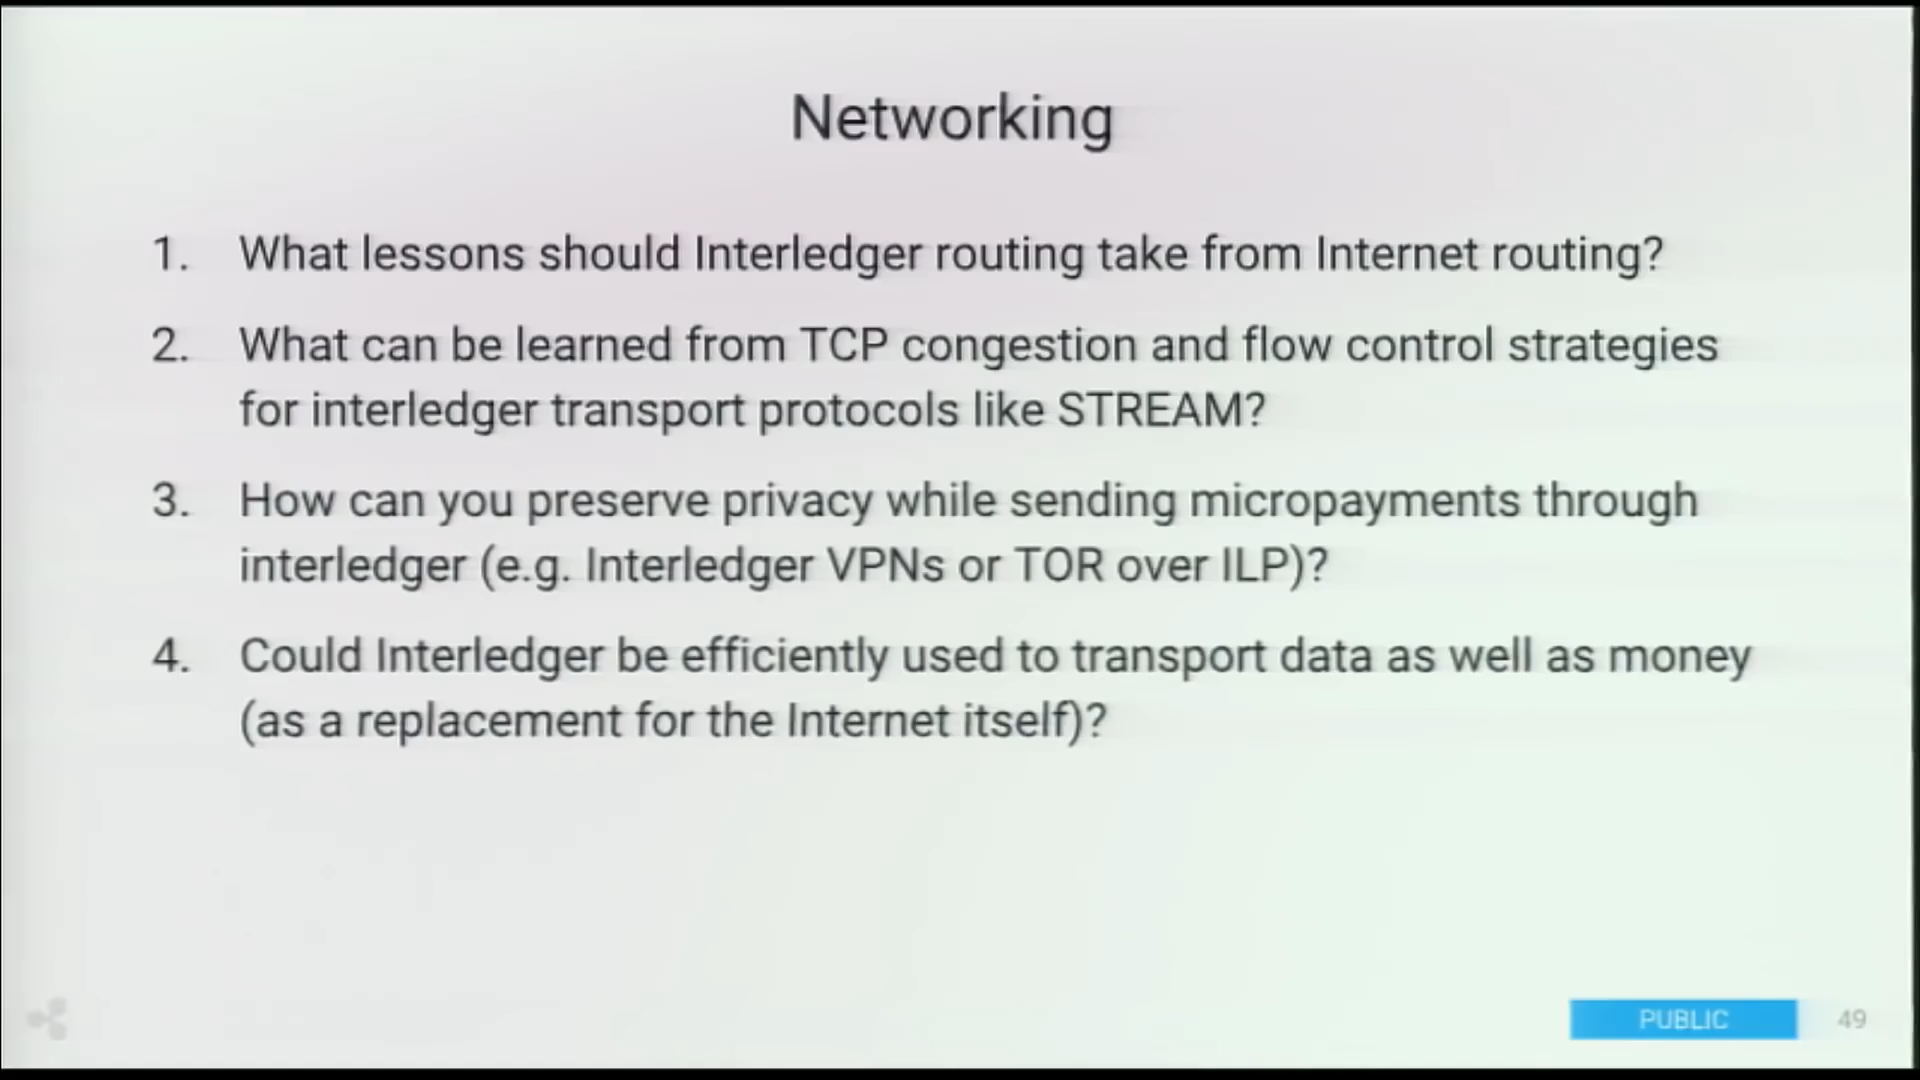 Networking
1. What lessons should Interledger routing take from Internet routing?
2. What can be learned from TCP congestion and flow control strategies
for interledger transport protocols like STREAM?
3. How can you preserve privacy while sending micropayments through
interledger (e.g. Interledger VPNs or TOR over ILP)?
4. Could Interledger be efficiently used to transport data as well as money
(as a replacement for the Internet itself)?
PUBLIC
49